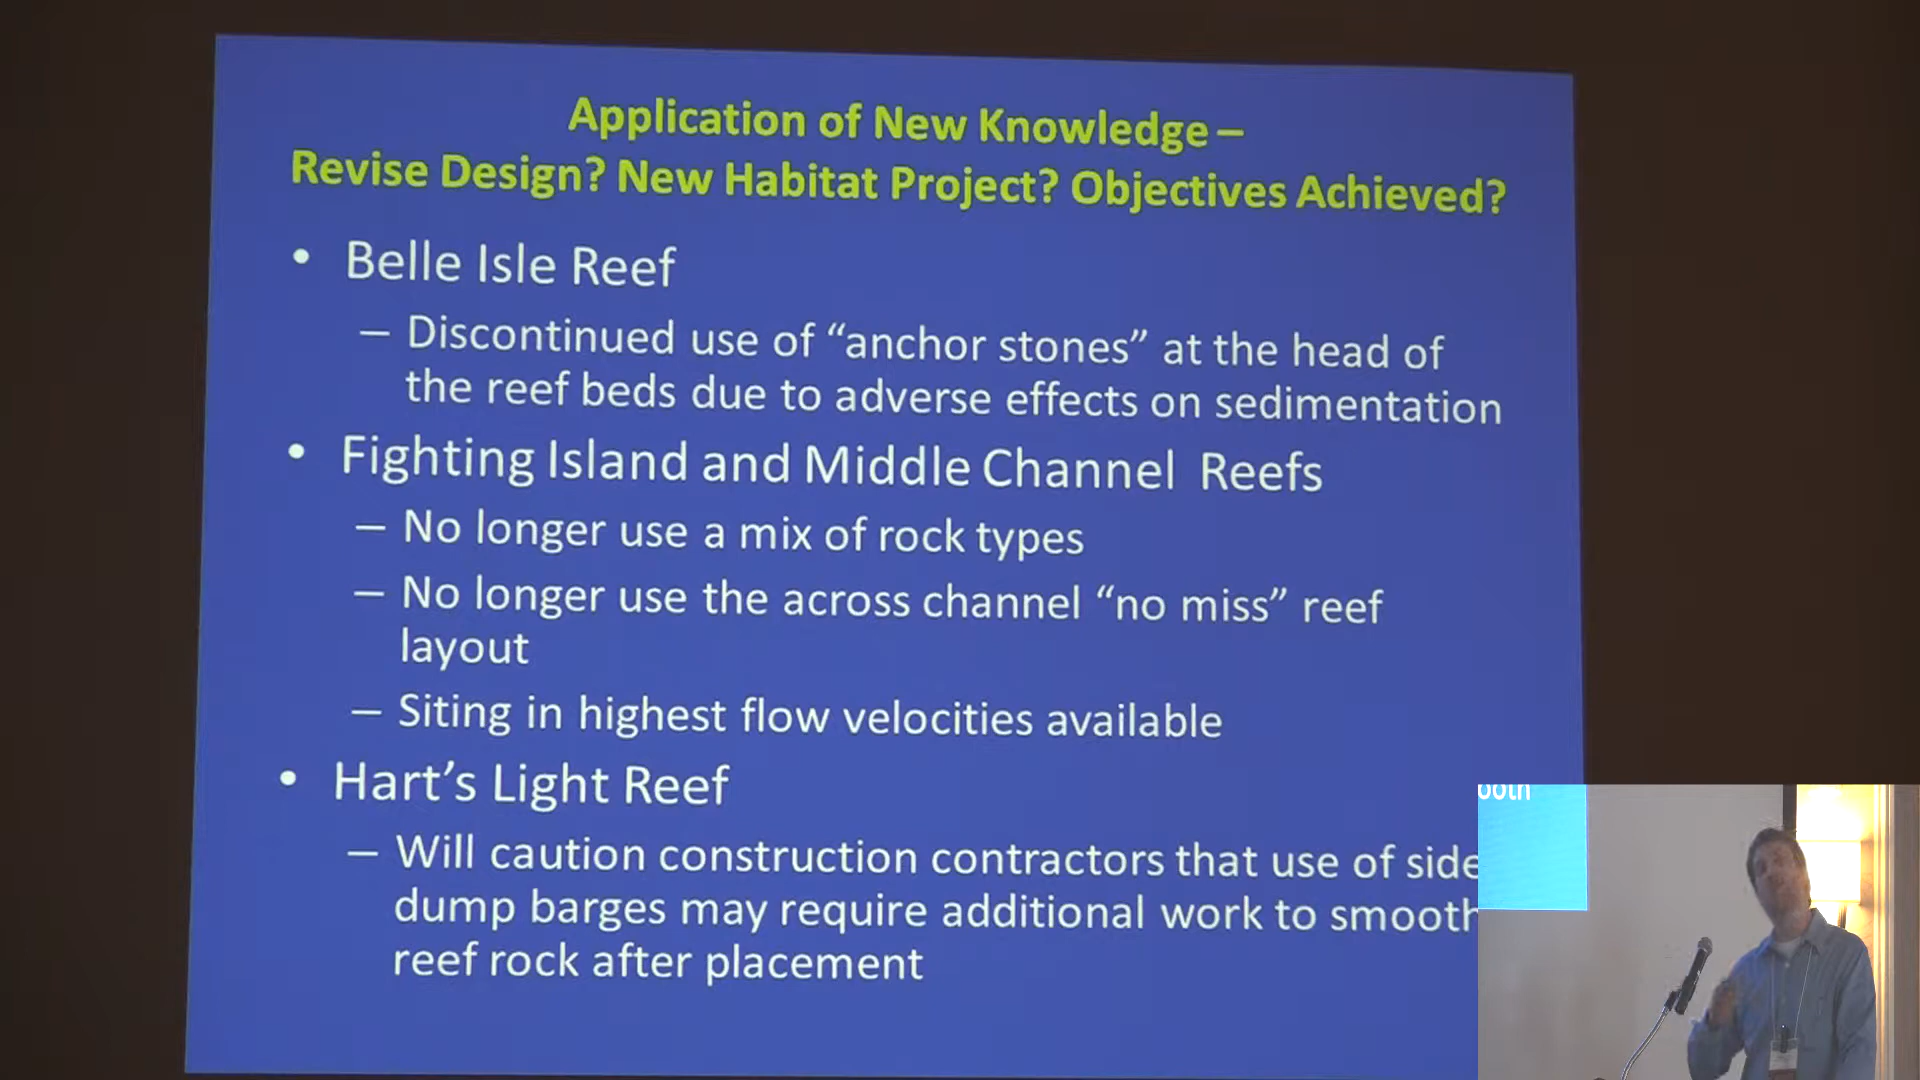 Application of New Knowledge –
Revise Design? New Habitat Project? Objectives Achieved?
• Belle Isle Reef
– Discontinued use of “anchor stones” at the head of
the reef beds due to adverse effects on sedimentation
• Fighting Island and Middle Channel Reefs
– No longer use a mix of rock types
– No longer use the across channel “no miss” reef
layout
– Siting in highest flow velocities available
• Hart’s Light Reef
– Will caution construction contractors that use of side
dump barges may require additional work to smooth
reef rock after placement
ooth